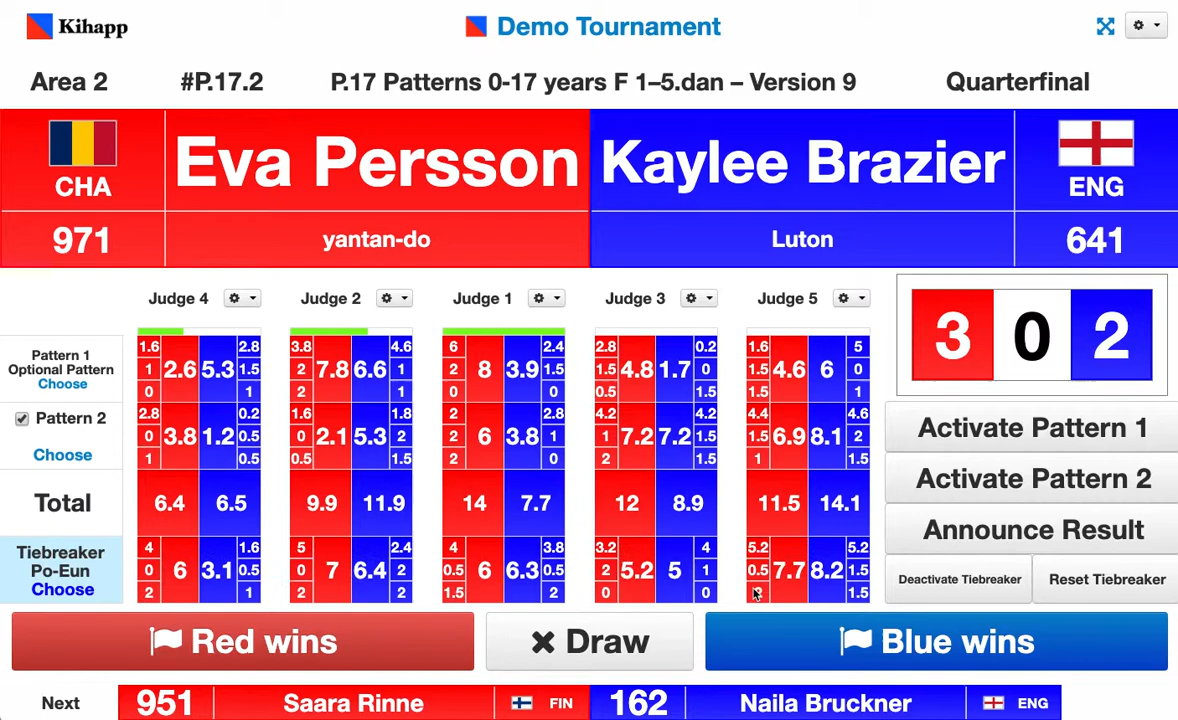 Kihapp
Demo Tournament
Area 2 #P.17.2 P.17 Patterns 0-17 years F 1–5.dan – Version 9 Quarterfinal
CHA Eva Persson Kaylee Brazier ENG
971 yantan-do Luton 641
Judge 4 Judge 2 Judge 1 Judge 3 Judge 5
3 0 2
Pattern 1
Optional Pattern
Choose
1.6 2.8 3.8 4.6 6 2.4 2.8 0.2 1.6 5
1 2.6 5.3 1.5 2 7.8 6.6 1 2 8 3.9 1.5 1.5 4.8 1.7 0 1.5 4.6 6 0
0 1 2 1 0 0 0.5 1.5 1.5 1
Pattern 2
Choose
2.8 0.2 1.6 1.8 2 2.8 4.2 4.2 4.4 4.6
0 3.8 1.2 0.5 0 2.1 5.3 2 2 6 3.8 1 1 7.2 7.2 1.5 1.5 6.9 8.1 2
1 0.5 0.5 1.5 2 0 2 1.5 1 1.5
Total 6.4 6.5 9.9 11.9 14 7.7 12 8.9 11.5 14.1
Tiebreaker
Po-Eun
Choose
4 1.6 5 2.4 4 3.8 3.2 4 5.2 5.2
0 6 3.1 0.5 0 7 6.4 2 0.5 6 6.3 0.5 2 5.2 5 1 0.5 7.7 8.2 1.5
2 1 2 2 1.5 2 0 0 1.5
Activate Pattern 1
Activate Pattern 2
Announce Result
Deactivate Tiebreaker Reset Tiebreaker
Red wins Draw Blue wins
Next 951 Saara Rinne FIN 162 Naila Bruckner ENG